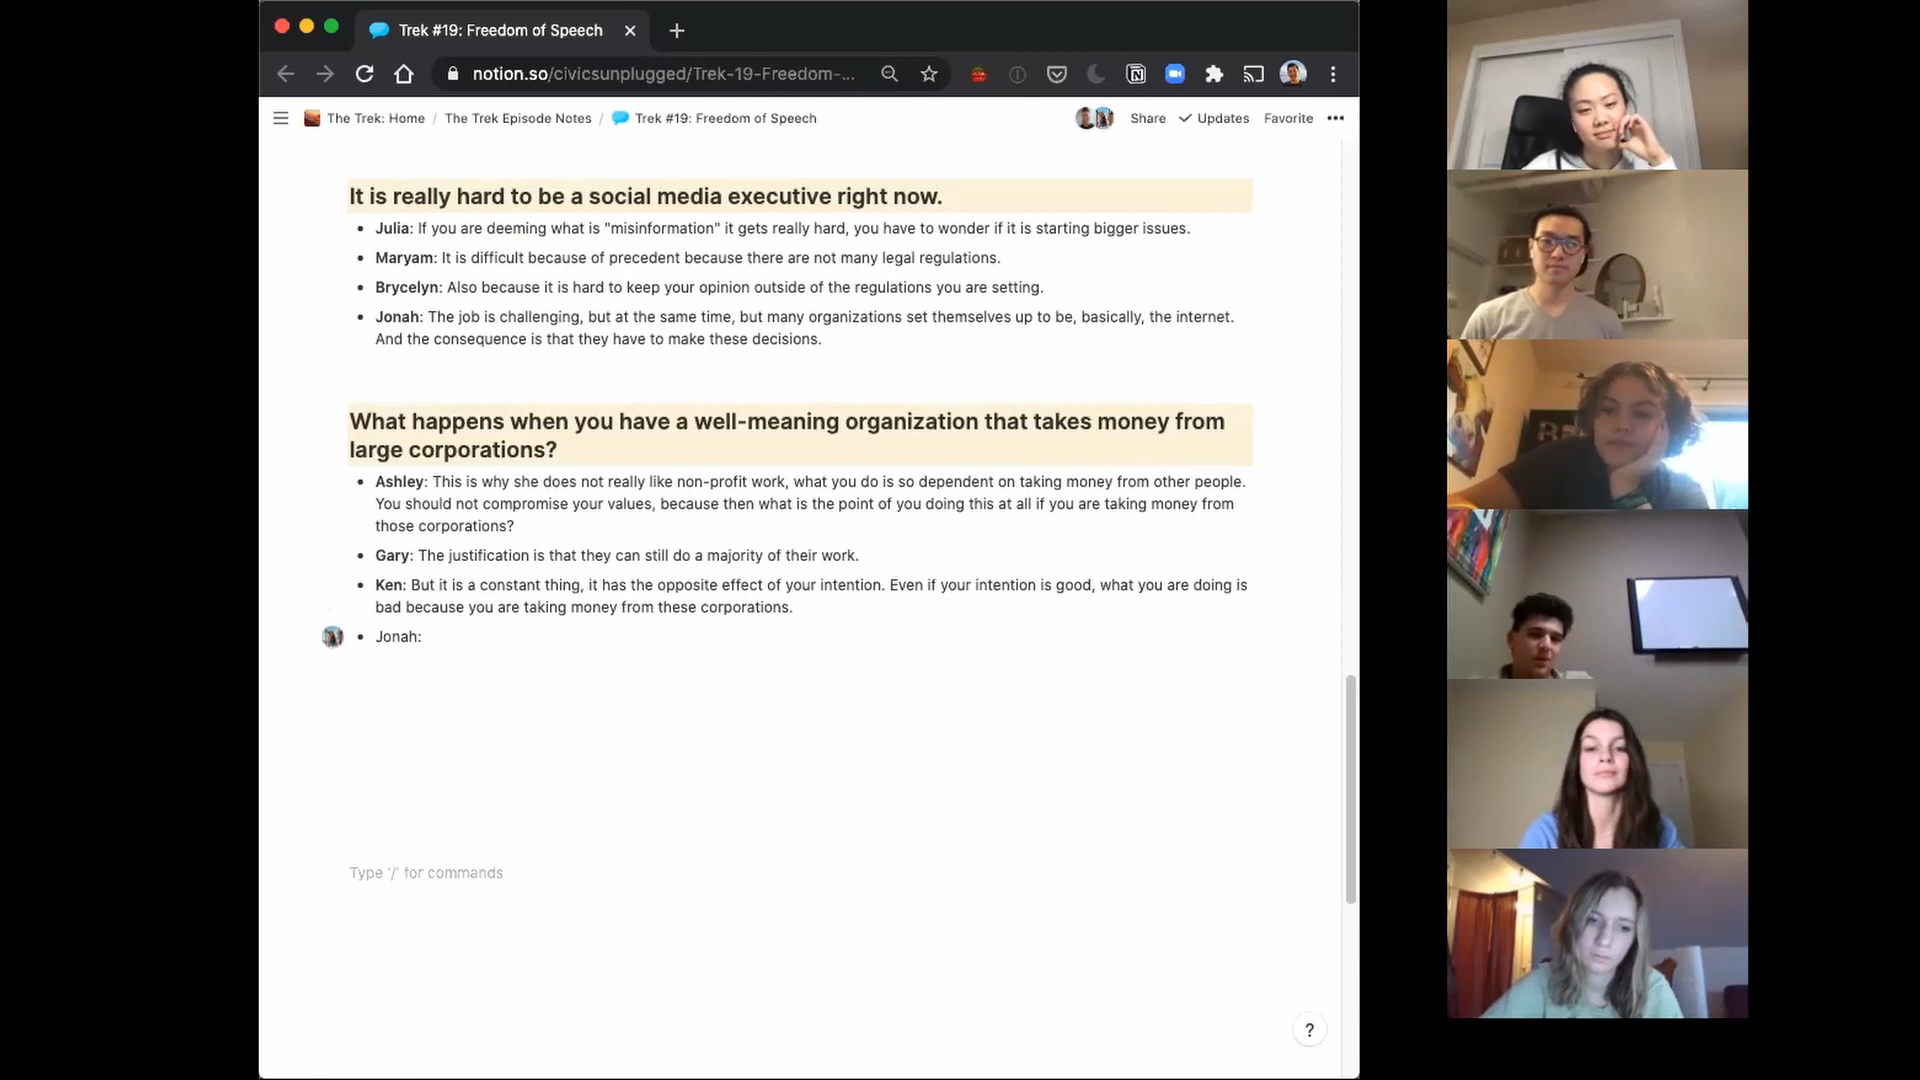 Trek #19: Freedom of Speech
notion.so/civicsunplugged/Trek-19-Freedom-...
The Trek: Home / The Trek Episode Notes / Trek #19: Freedom of Speech
Share Updates Favorite
It is really hard to be a social media executive right now.
Julia: If you are deeming what is "misinformation" it gets really hard, you have to wonder if it is starting bigger issues.
Maryam: It is difficult because of precedent because there are not many legal regulations.
Brycelyn: Also because it is hard to keep your opinion outside of the regulations you are setting.
Jonah: The job is challenging, but at the same time, but many organizations set themselves up to be, basically, the internet.
And the consequence is that they have to make these decisions.
What happens when you have a well-meaning organization that takes money from
large corporations?
Ashley: This is why she does not really like non-profit work, what you do is so dependent on taking money from other people.
You should not compromise your values, because then what is the point of you doing this at all if you are taking money from
those corporations?
Gary: The justification is that they can still do a majority of their work.
Ken: But it is a constant thing, it has the opposite effect of your intention. Even if your intention is good, what you are doing is
bad because you are taking money from these corporations.
Jonah:
Type '/' for commands
?